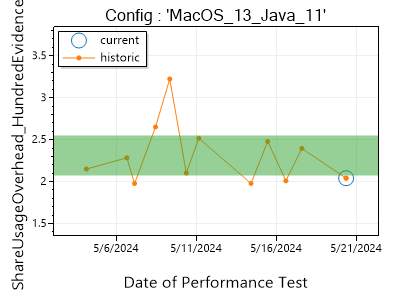 Config : 'MacOS_13_Java_11'
ShareUsageOverhead_HundredEvidence
current
historic
3.5
3
2.5
2
1.5
5/6/2024
5/11/2024
5/16/2024
5/21/2024
Date of Performance Test